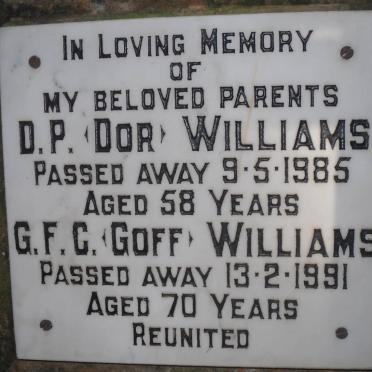 In Loving Memory
of
my beloved parents
D.P. (Dor) Williams
Passed away 9·5·1985
Aged 58 Years
G.F.C. (Goff) Williams
Passed away 13·2·1991
Aged 70 Years
Reunited